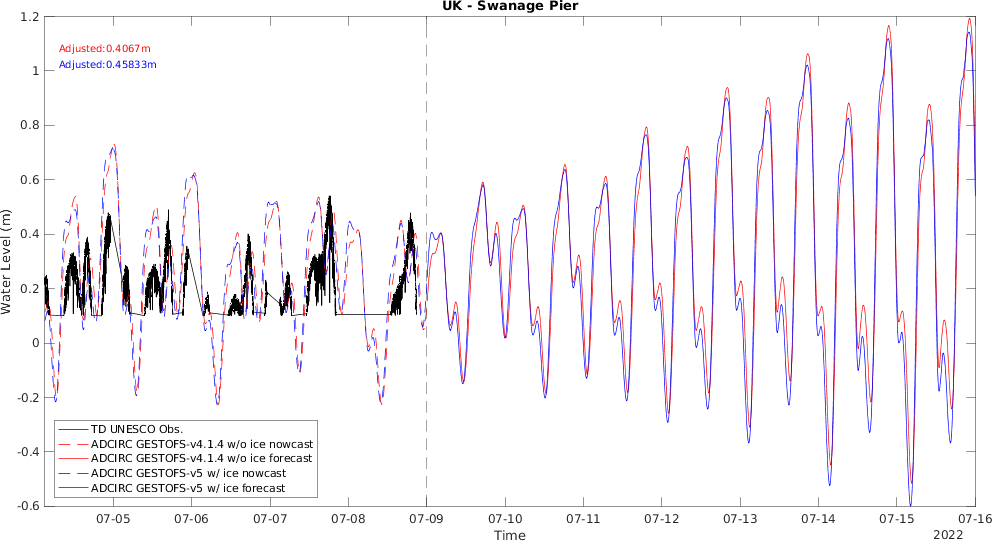 UK - Swanage Pier
1.2
Adjusted:0.4067m
Adjusted:0.45833m
1
0.8
0.6
0.4
0.2
0
-0.2
-0.4
-0.6
Water Level (m)
TD UNESCO Obs.
ADCIRC GESTOFS-v4.1.4 w/o ice nowcast
ADCIRC GESTOFS-v4.1.4 w/o ice forecast
ADCIRC GESTOFS-v5 w/ ice nowcast
ADCIRC GESTOFS-v5 w/ ice forecast
07-05 07-06 07-07 07-08 07-09 07-10 07-11 07-12 07-13 07-14 07-15 07-16
Time
2022